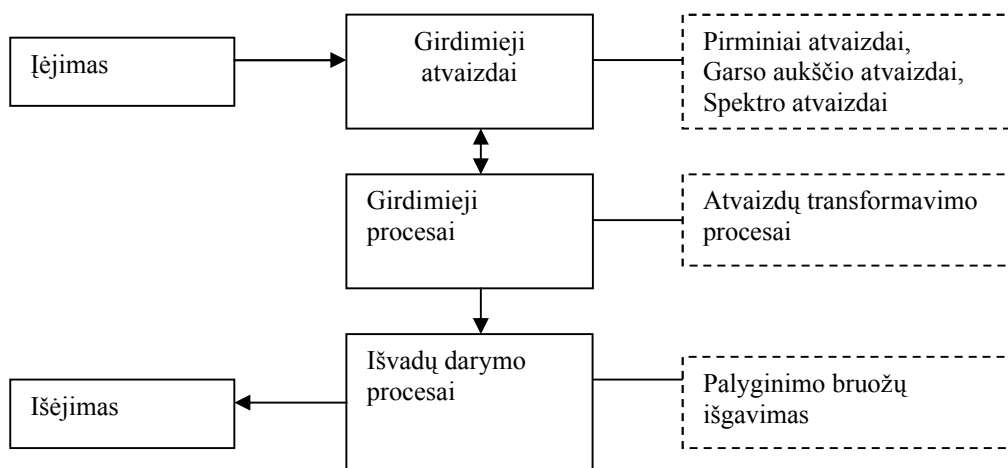 Įėjimas
Girdimieji
atvaizdai
Pirminiai atvaizdai,
Garso aukščio atvaizdai,
Spektro atvaizdai
Girdimieji
procesai
Atvaizdų transformavimo
procesai
Išvadų darymo
procesai
Išėjimas
Palyginimo bruožų
išgavimas